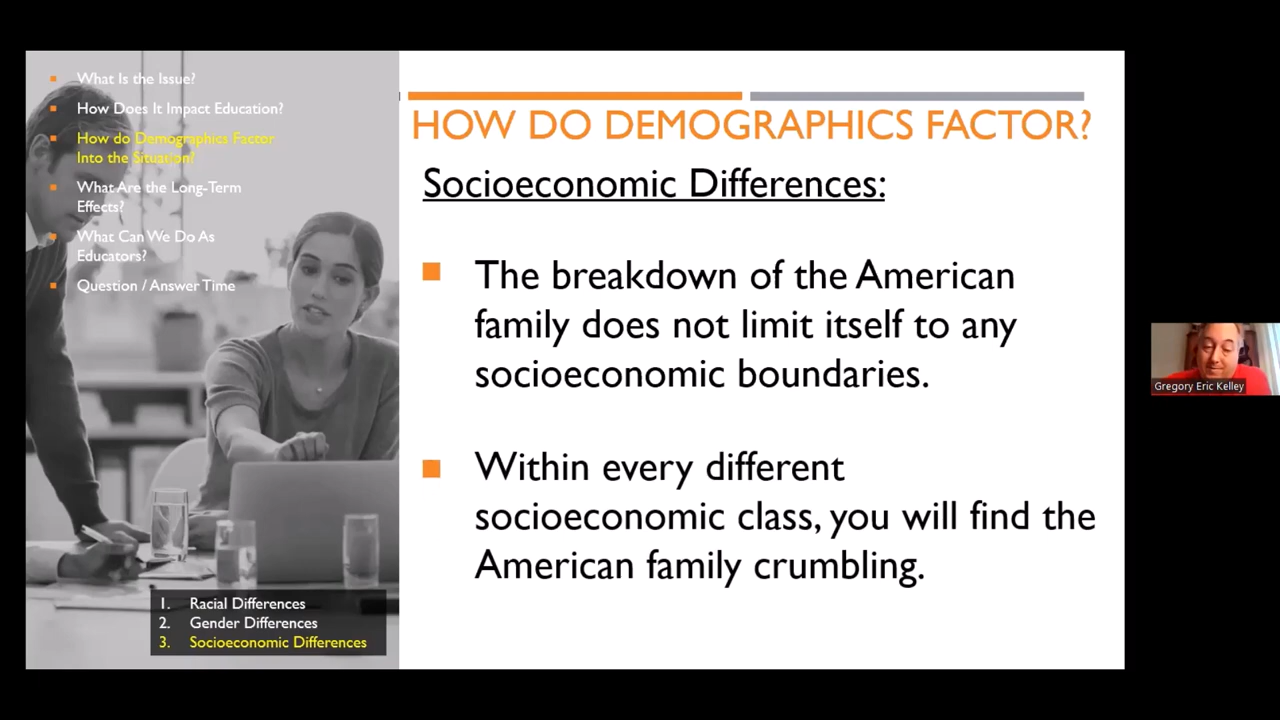 What Is the Issue?
How Does It Impact Education?
How do Demographics Factor
Into the Situation?
What Are the Long-Term
Effects?
What Can We Do As
Educators?
Question / Answer Time
HOW DO DEMOGRAPHICS FACTOR?
Socioeconomic Differences:
The breakdown of the American
family does not limit itself to any
socioeconomic boundaries.
Within every different
socioeconomic class, you will find the
American family crumbling.
1. Racial Differences
2. Gender Differences
3. Socioeconomic Differences
Gregory Eric Kelley